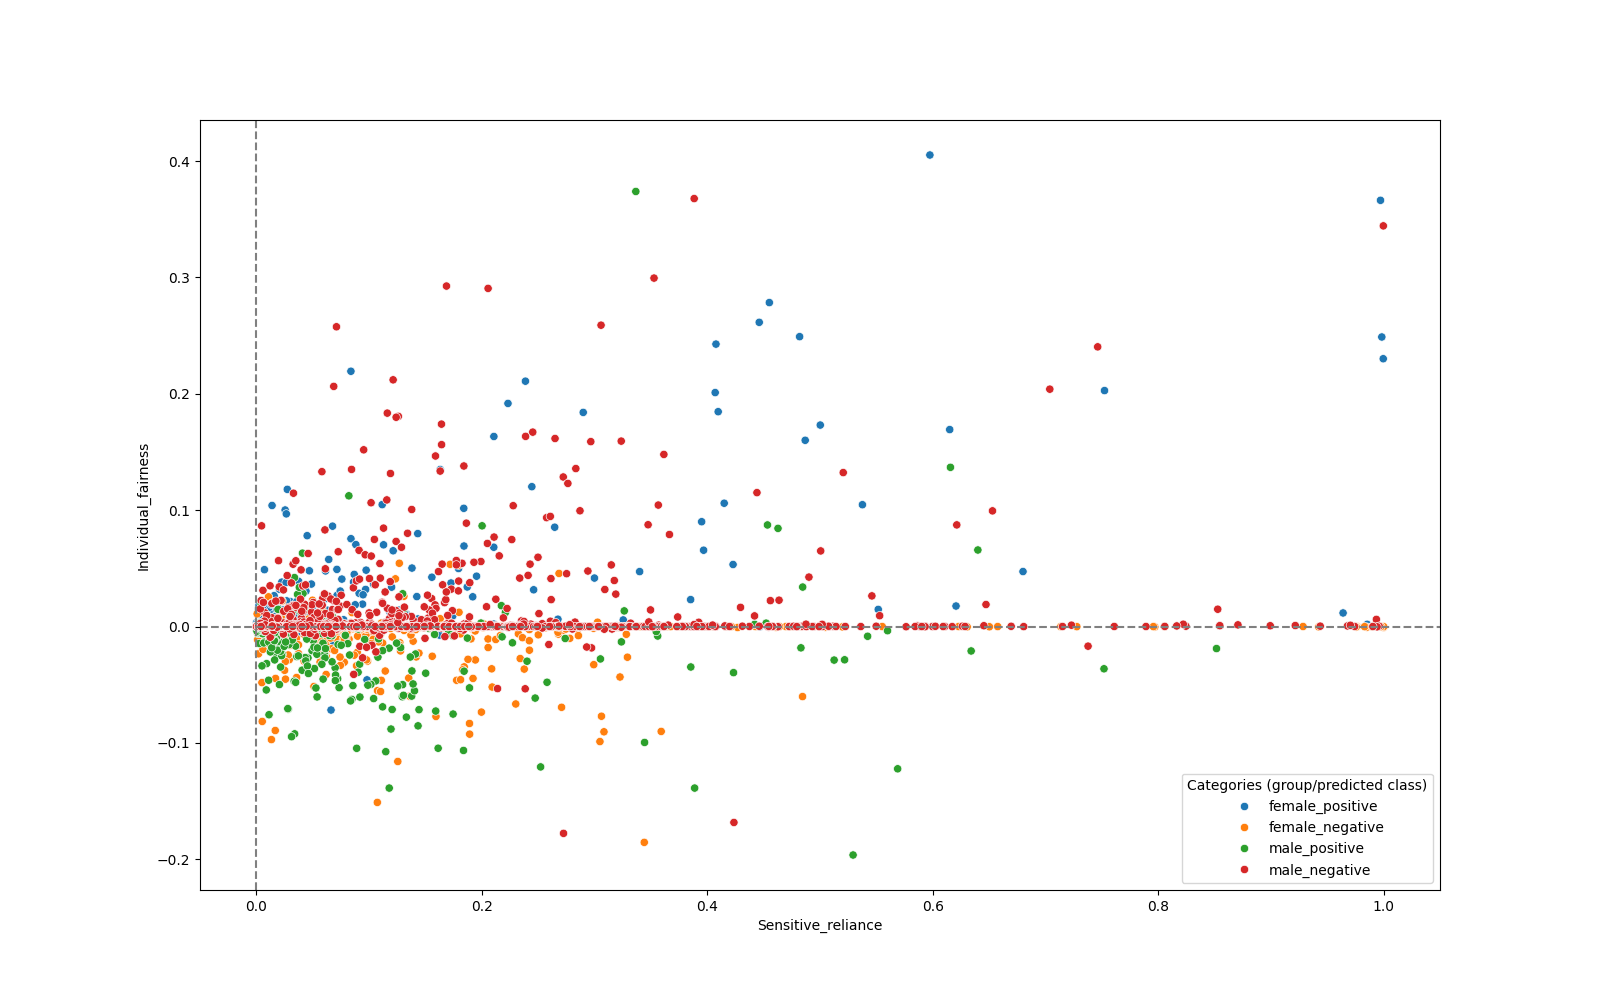 0.4
0.3
0.2
0.1
0.0
−0.1
−0.2
Individual_fairness
0.0 0.2 0.4 0.6 0.8 1.0
Sensitive_reliance
Categories (group/predicted class)
female_positive
female_negative
male_positive
male_negative